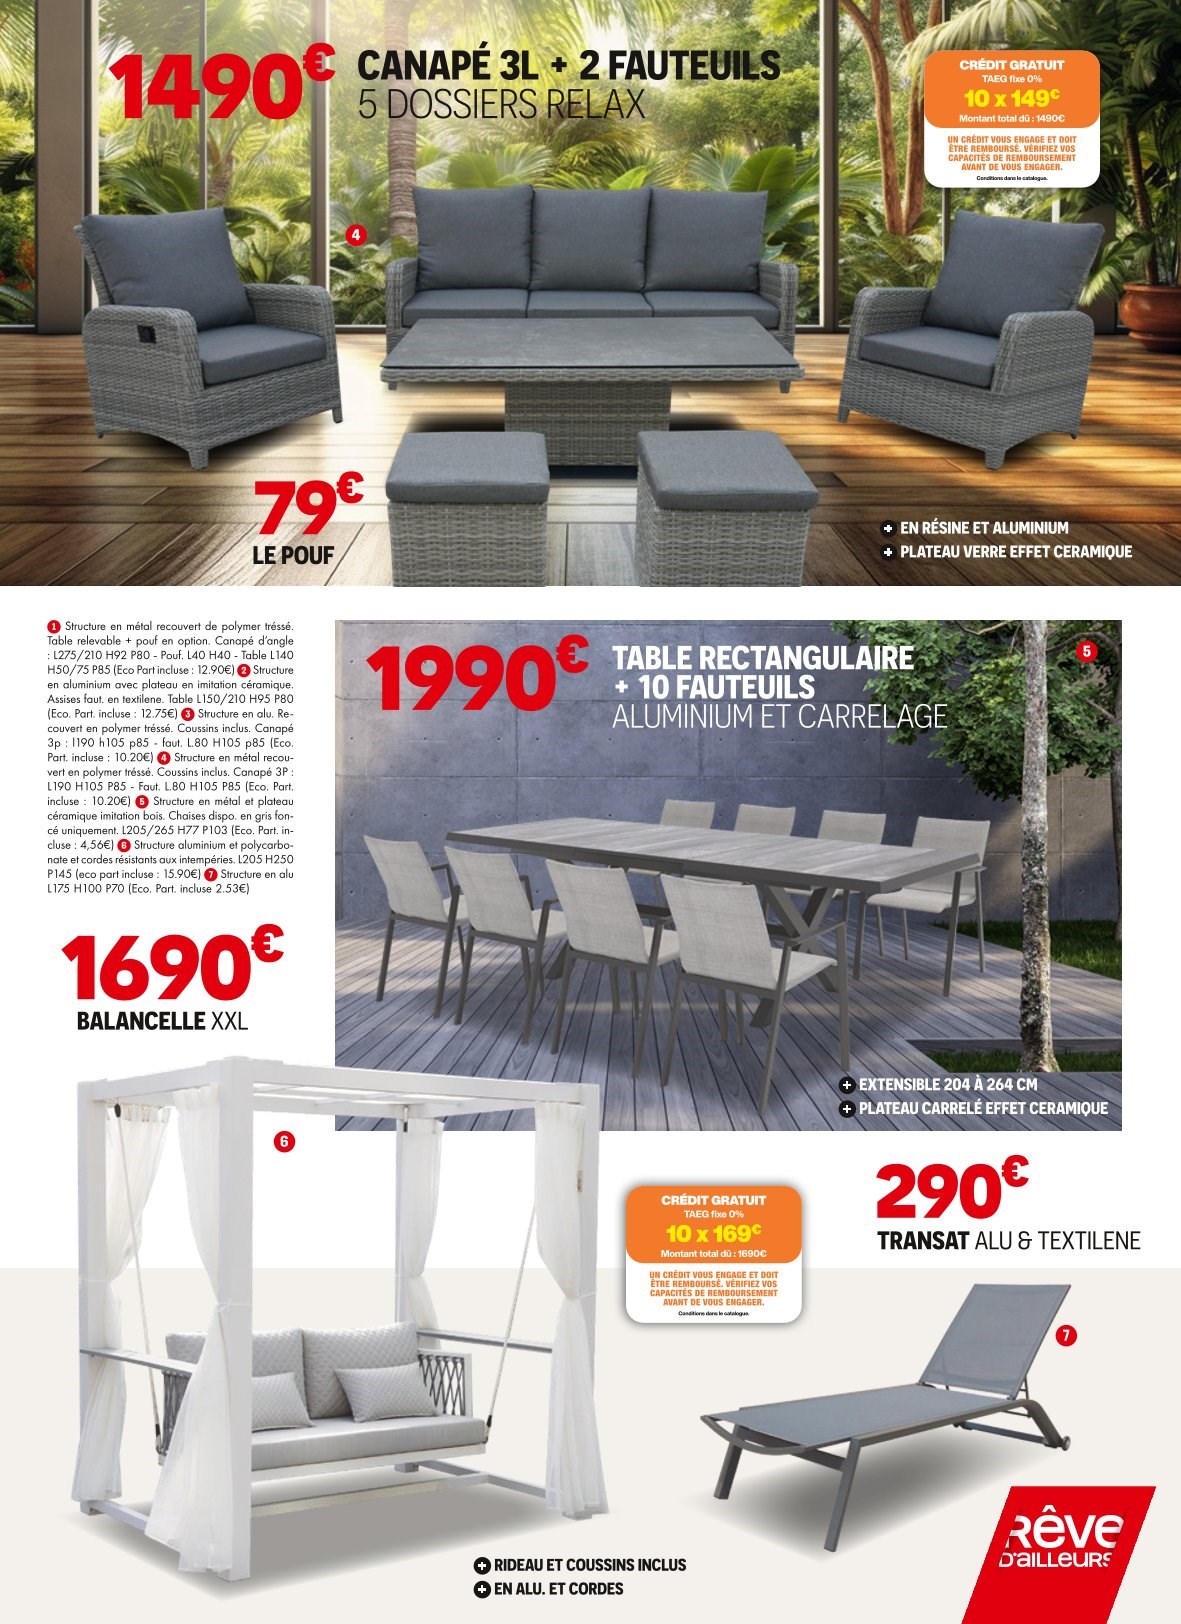 1490€
CANAPÉ 3L + 2 FAUTEUILS
5 DOSSIERS RELAX
CRÉDIT GRATUIT
TAEG fixe 0%
10 x 149€
Montant total dû : 1490€
UN CRÉDIT VOUS ENGAGE ET DOIT
ÊTRE REMBOURSÉ. VÉRIFIEZ VOS
CAPACITÉS DE REMBOURSEMENT
AVANT DE VOUS ENGAGER.
Conditions dans le catalogue.
4
79€
LE POUF
+ EN RÉSINE ET ALUMINIUM
+ PLATEAU VERRE EFFET CERAMIQUE
1 Structure en métal recouvert de polymer tréssé.
Table relevable + pouf en option. Canapé d'angle
: L275/210 H92 P80 - Pouf. L40 H40 - Table L140
H50/75 P85 (Eco Part incluse : 12.90€) 2 Structure
en aluminium avec plateau en imitation céramique.
Assises faut. en textilene. Table L150/210 H95 P80
(Eco. Part. incluse : 12.75€) 3 Structure en alu. Re-
couvert en polymer tréssé. Coussins inclus. Canapé
3p : l190 h105 p85 - faut. L.80 H105 p85 (Eco.
Part. incluse : 10.20€) 4 Structure en métal recou-
vert en polymer tréssé. Coussins inclus. Canapé 3P :
L190 H105 P85 - Faut. L.80 H105 P85 (Eco. Part.
incluse : 10.20€) 5 Structure en métal et plateau
céramique imitation bois. Chaises dispo. en gris fon-
cé uniquement. L205/265 H77 P103 (Eco. Part. in-
cluse : 4,56€) 6 Structure aluminium et polycarbo-
nate et cordes résistants aux intempéries. L205 H250
P145 (eco part incluse : 15.90€) 7 Structure en alu
L175 H100 P70 (Eco. Part. incluse 2.53€)
1990€
TABLE RECTANGULAIRE
+ 10 FAUTEUILS
ALUMINIUM ET CARRELAGE
5
+ EXTENSIBLE 204 À 264 CM
+ PLATEAU CARRELÉ EFFET CERAMIQUE
1690€
BALANCELLE XXL
6
CRÉDIT GRATUIT
TAEG fixe 0%
10 x 169€
Montant total dû : 1690€
UN CRÉDIT VOUS ENGAGE ET DOIT
ÊTRE REMBOURSÉ. VÉRIFIEZ VOS
CAPACITÉS DE REMBOURSEMENT
AVANT DE VOUS ENGAGER.
Conditions dans le catalogue.
290€
TRANSAT ALU & TEXTILENE
7
+ RIDEAU ET COUSSINS INCLUS
+ EN ALU. ET CORDES
RÊVE
D'AILLEURS